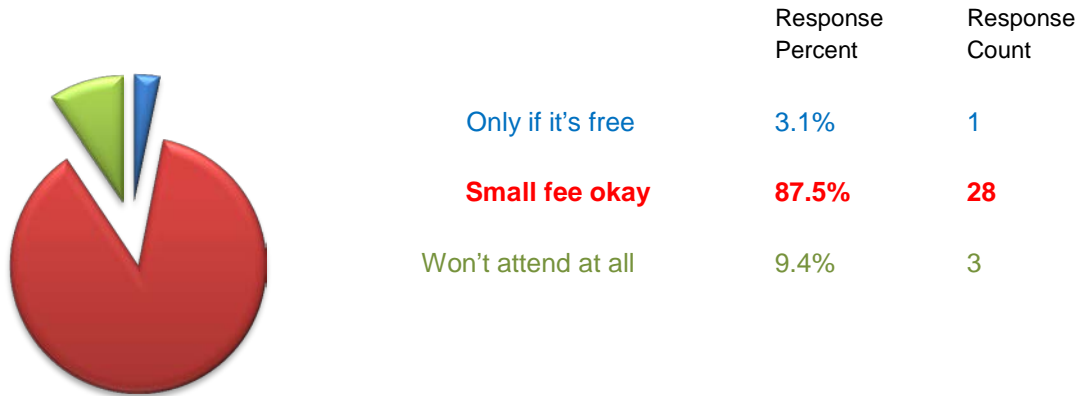 Response Percent
Response Count
Only if it's free 3.1% 1
Small fee okay 87.5% 28
Won't attend at all 9.4% 3